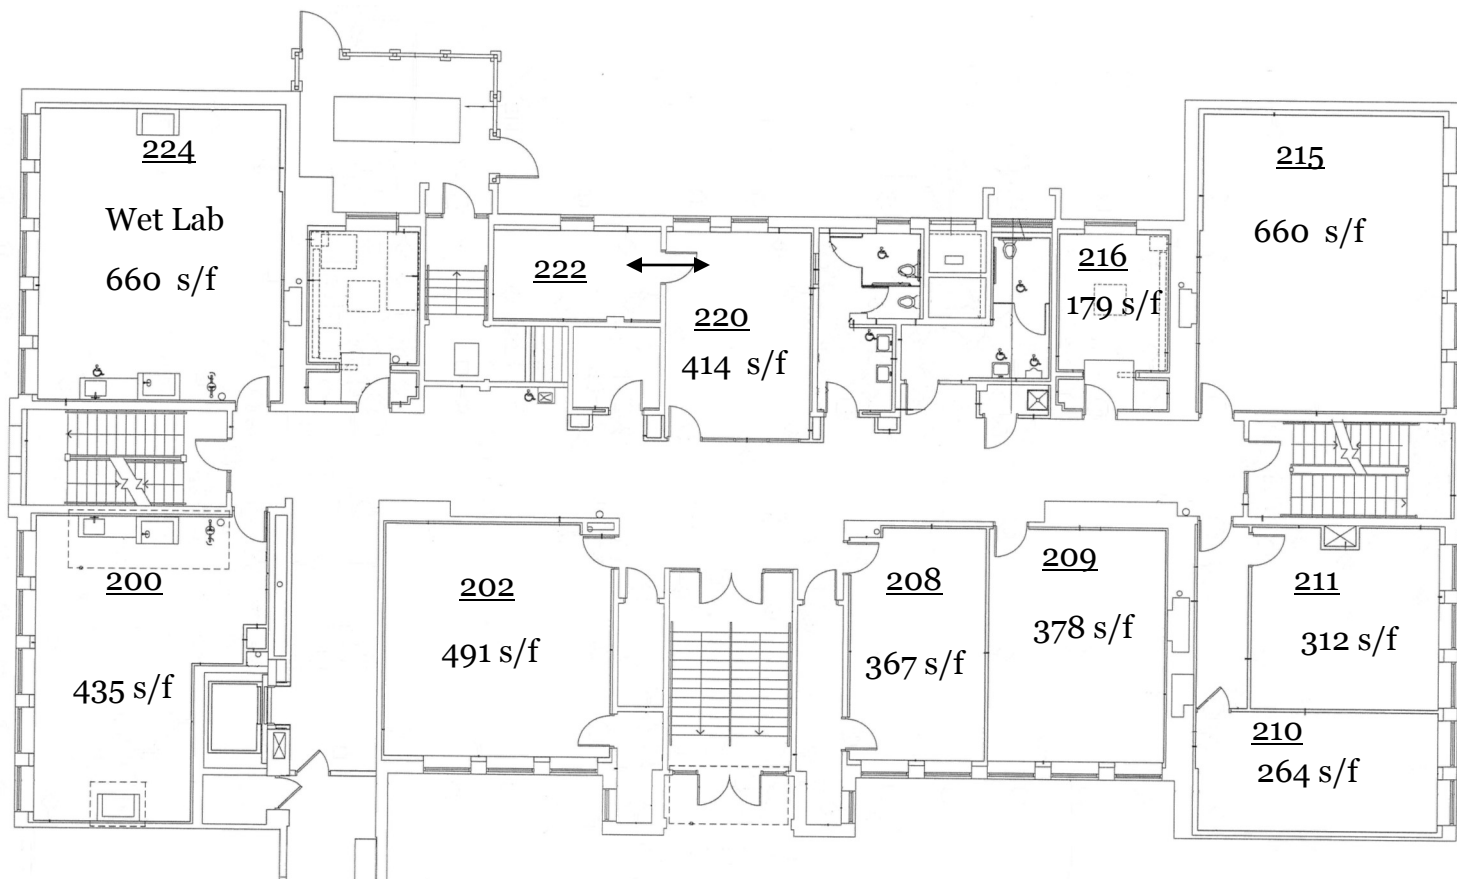 224
Wet Lab
660 s/f
222
220
414 s/f
216
179 s/f
215
660 s/f
200
435 s/f
202
491 s/f
208
367 s/f
209
378 s/f
211
312 s/f
210
264 s/f